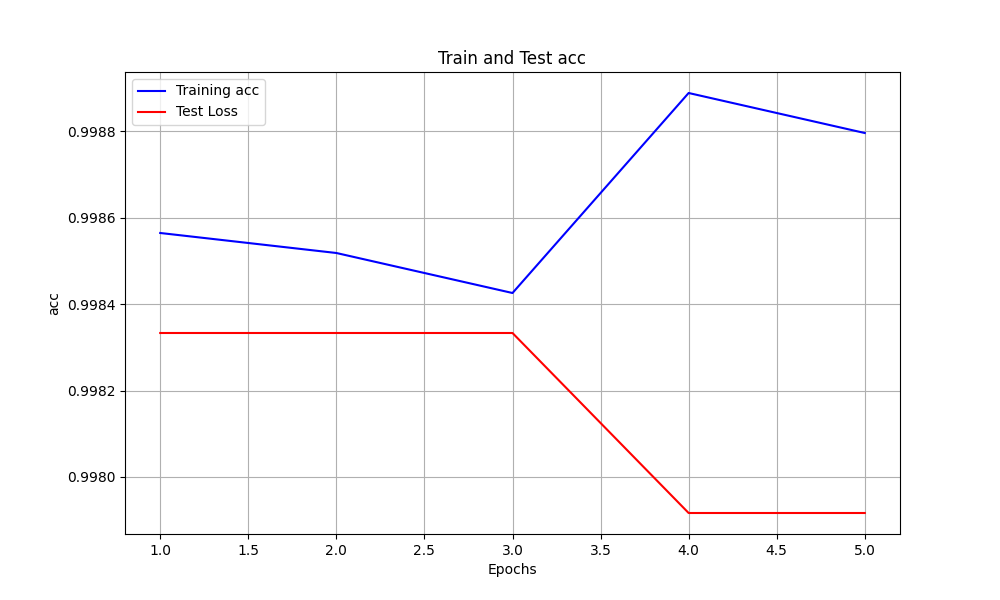 Train and Test acc
Training acc
Test Loss
0.9988
0.9986
0.9984
0.9982
0.9980
acc
1.0 1.5 2.0 2.5 3.0 3.5 4.0 4.5 5.0
Epochs